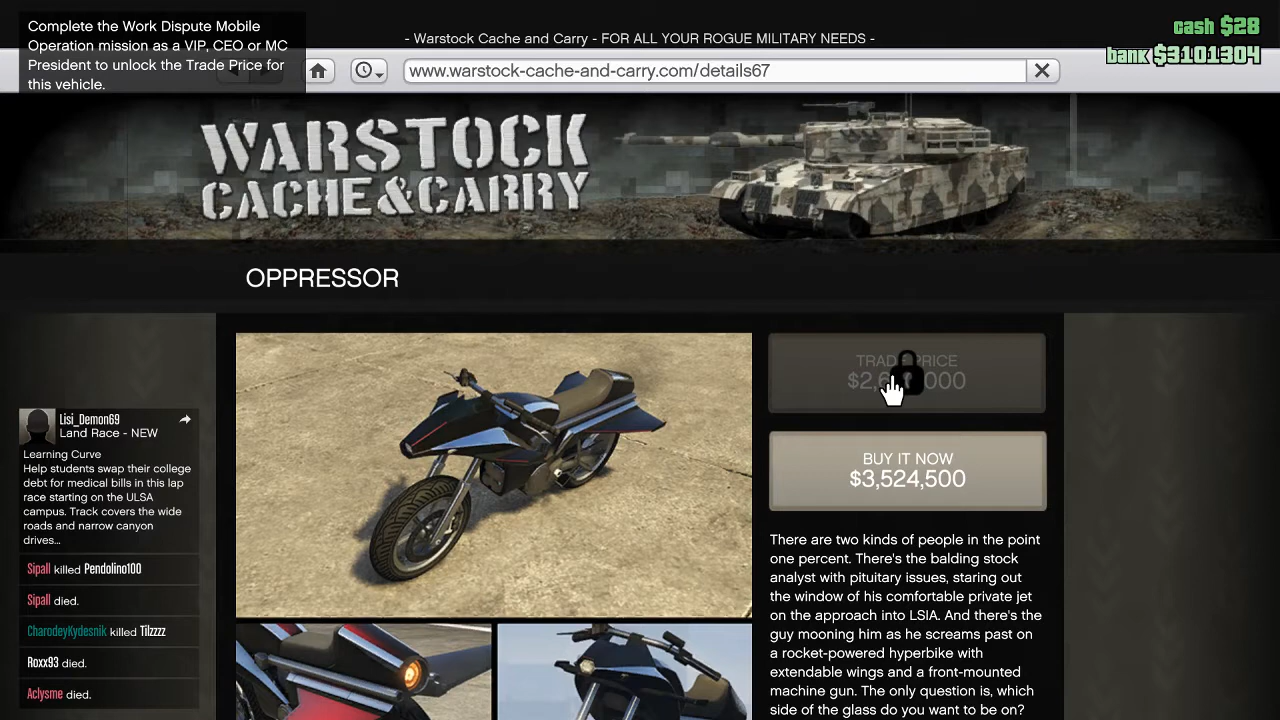 Complete the Work Dispute Mobile
Operation mission as a VIP, CEO or MC
President to unlock the Trade Price for
this vehicle.
- Warstock Cache and Carry - FOR ALL YOUR ROGUE MILITARY NEEDS -
cash $28
bank $3101304
www.warstock-cache-and-carry.com/details67
WARSTOCK
CACHE & CARRY
OPPRESSOR
TRADE PRICE
BUY IT NOW
$3,524,500
There are two kinds of people in the point
one percent. There's the balding stock
analyst with pituitary issues, staring out
the window of his comfortable private jet
on the approach into LSIA. And there's the
guy mooning him as he screams past on
a rocket-powered hyperbike with
extendable wings and a front-mounted
machine gun. The only question is, which
side of the glass do you want to be on?
Lisi_Demon69
Land Race - NEW
Learning Curve
Help students swap their college
debt for medical bills in this lap
race starting on the ULSA
campus. Track covers the wide
roads and narrow canyon
drives...
Sipall killed Pendolino100
Sipall died.
CharodeyKydesnik killed Tilzzzz
Roxx93 died.
Aclysme died.